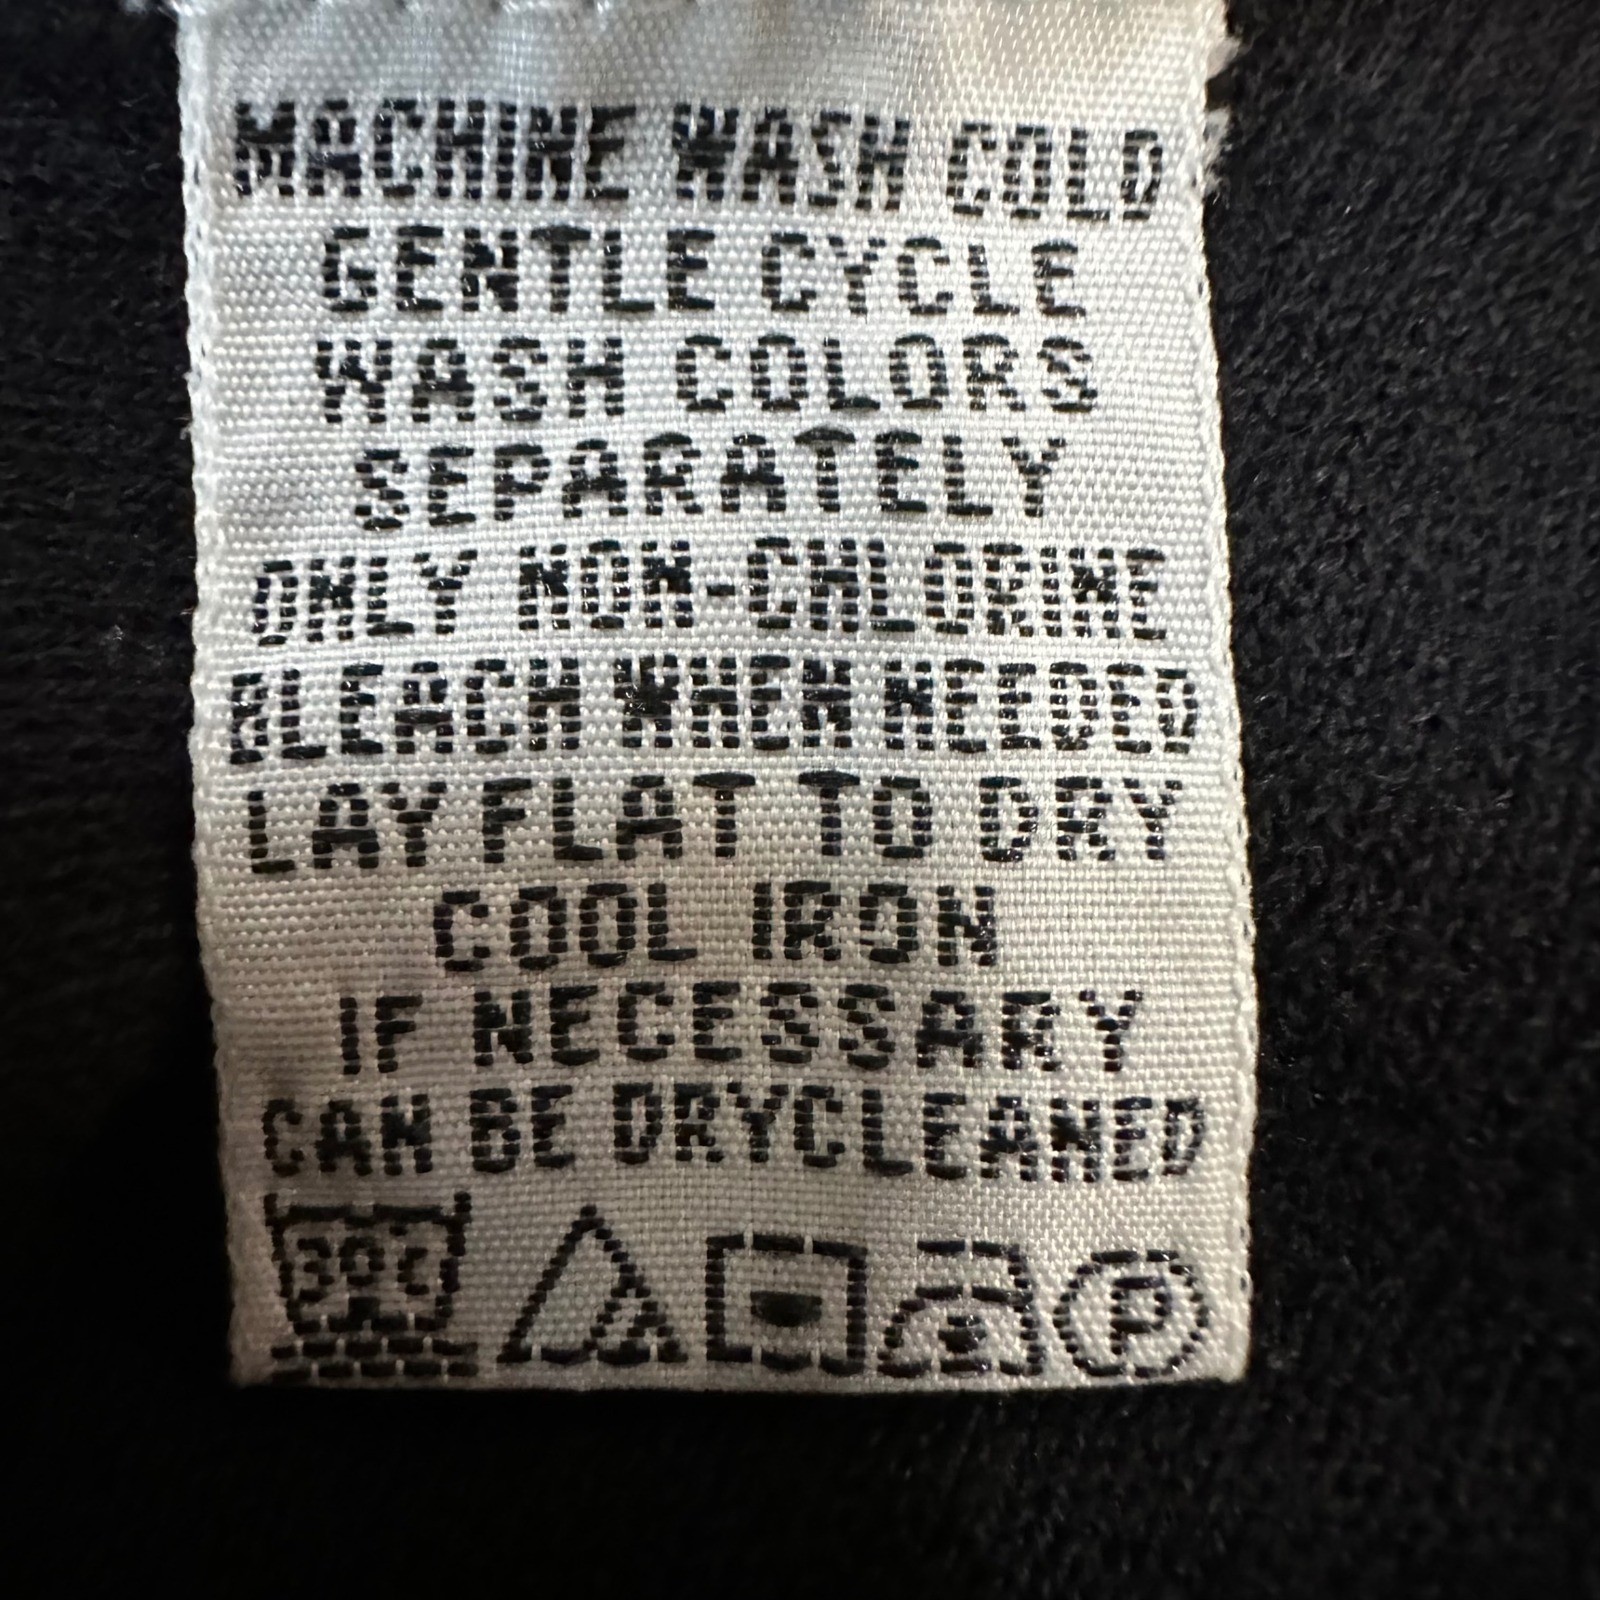 MACHINE WASH COLD
GENTLE CYCLE
WASH COLORS
SEPARATELY
ONLY NON-CHLORINE
BLEACH WHEN NEEDED
LAY FLAT TO DRY
COOL IRON
IF NECESSARY
CAN BE DRYCLEANED
30°C P